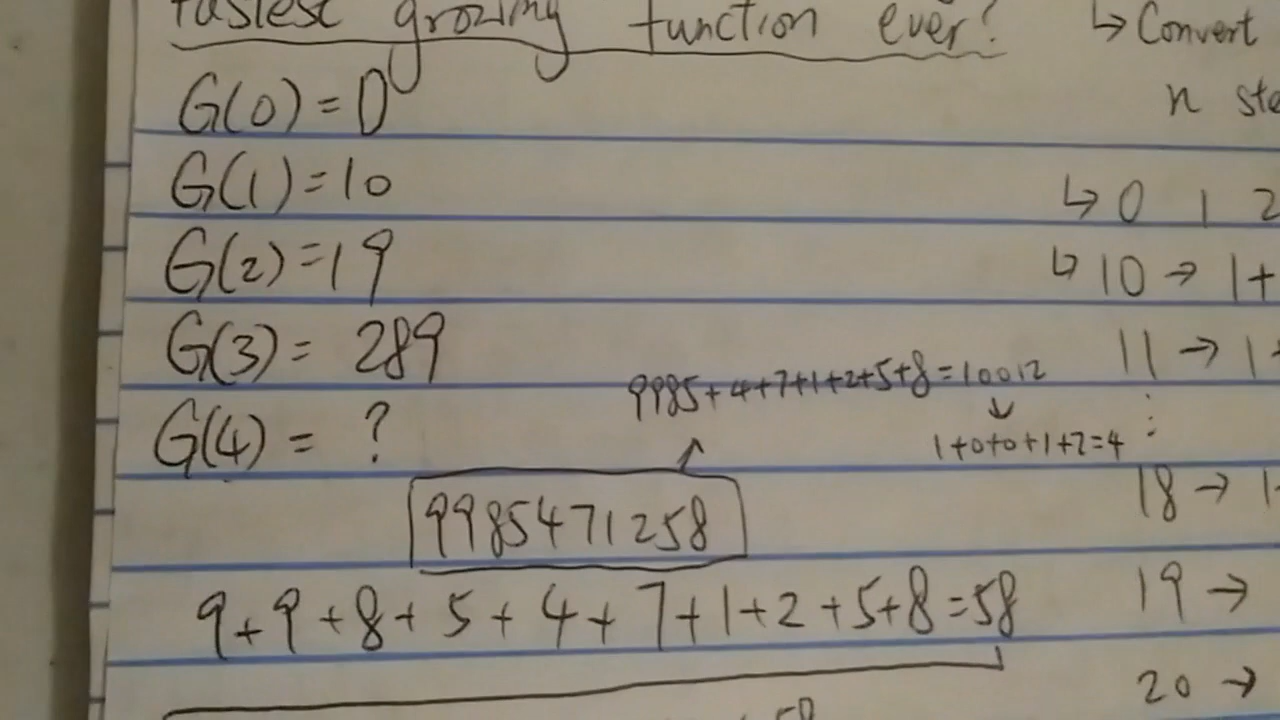 fastest growing function ever?
G(0) = 0
G(1) = 10
G(2) = 19
G(3) = 289
G(4) = ?
9985+4+7+1+2+5+8=10012
↓
1+0+0+1+2=4
9985471258
9+9+8+5+4+7+1+2+5+8=58
↳ Convert
n
↳ 0 1 2
↳ 10 → 1+
11 → 1+
⋮
18 → 1+
19 →
20 →